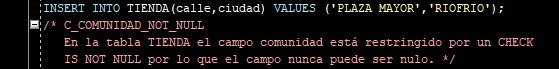 INSERT INTO TIENDA(calle,ciudad) VALUES ('PLAZA MAYOR','RIOFRIO');
/* C_COMUNIDAD_NOT_NULL
En la tabla TIENDA el campo comunidad está restringido por un CHECK
IS NOT NULL por lo que el campo nunca puede ser nulo. */